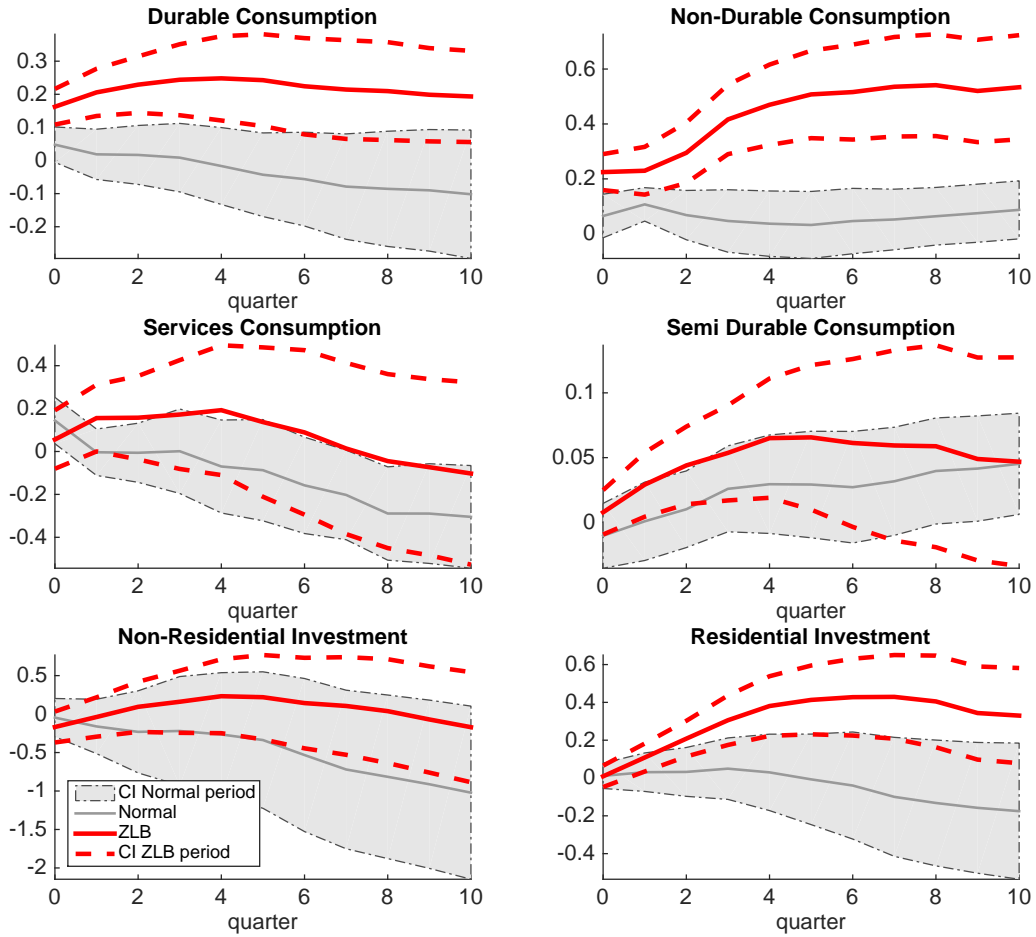 Durable Consumption
0.3
0.2
0.1
0
-0.1
-0.2
0 2 4 6 8 10
quarter
Non-Durable Consumption
0.6
0.4
0.2
0
0 2 4 6 8 10
quarter
Services Consumption
0.4
0.2
0
-0.2
-0.4
0 2 4 6 8 10
quarter
Semi Durable Consumption
0.1
0.05
0
0 2 4 6 8 10
quarter
Non-Residential Investment
0.5
0
-0.5
-1
-1.5
-2
CI Normal period
Normal
ZLB
CI ZLB period
0 2 4 6 8 10
quarter
Residential Investment
0.6
0.4
0.2
0
-0.2
-0.4
0 2 4 6 8 10
quarter